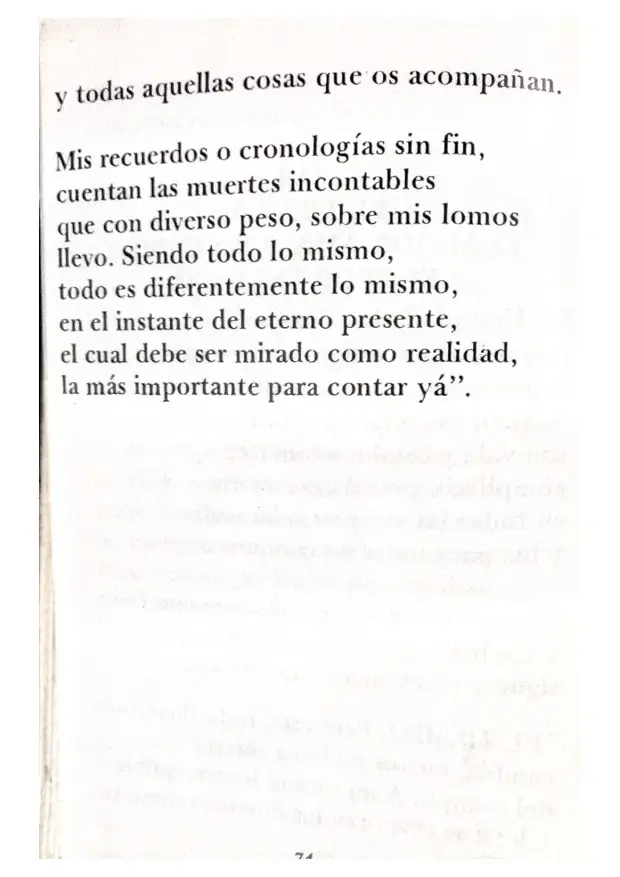 y todas aquellas cosas que os acompañan.
Mis recuerdos o cronologías sin fin,
cuentan las muertes incontables
que con diverso peso, sobre mis lomos
llevo. Siendo todo lo mismo,
todo es diferentemente lo mismo,
en el instante del eterno presente,
el cual debe ser mirado como realidad,
la más importante para contar yá”.
74